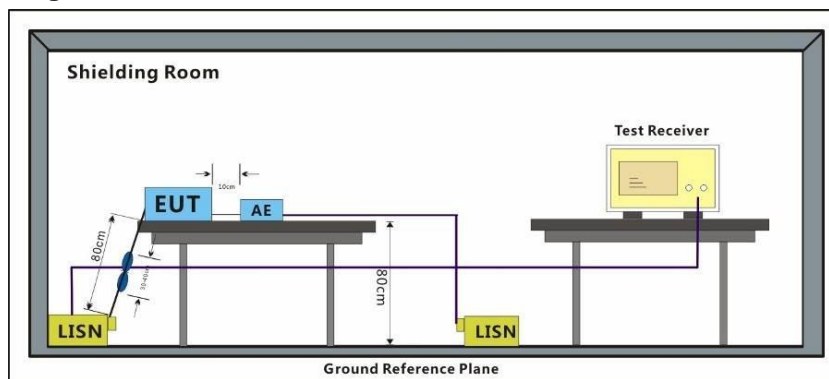 Shielding Room
Test Receiver
10cm
EUT
AE
80cm
80cm
LISN
LISN
Ground Reference Plane